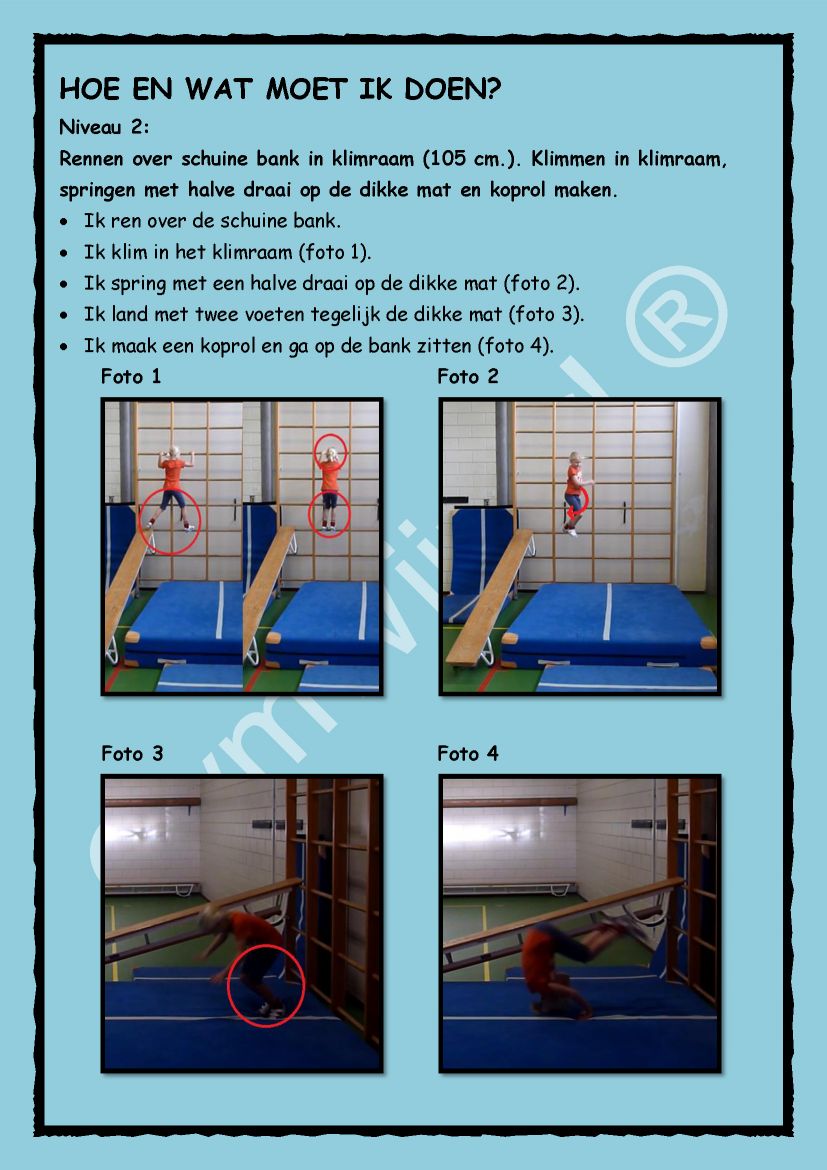 HOE EN WAT MOET IK DOEN?
Niveau 2:
Rennen over schuine bank in klimraam (105 cm.). Klimmen in klimraam,
springen met halve draai op de dikke mat en koprol maken.
• Ik ren over de schuine bank.
• Ik klim in het klimraam (foto 1).
• Ik spring met een halve draai op de dikke mat (foto 2).
• Ik land met twee voeten tegelijk de dikke mat (foto 3).
• Ik maak een koprol en ga op de bank zitten (foto 4).
Foto 1
Foto 2
Foto 3
Foto 4
®